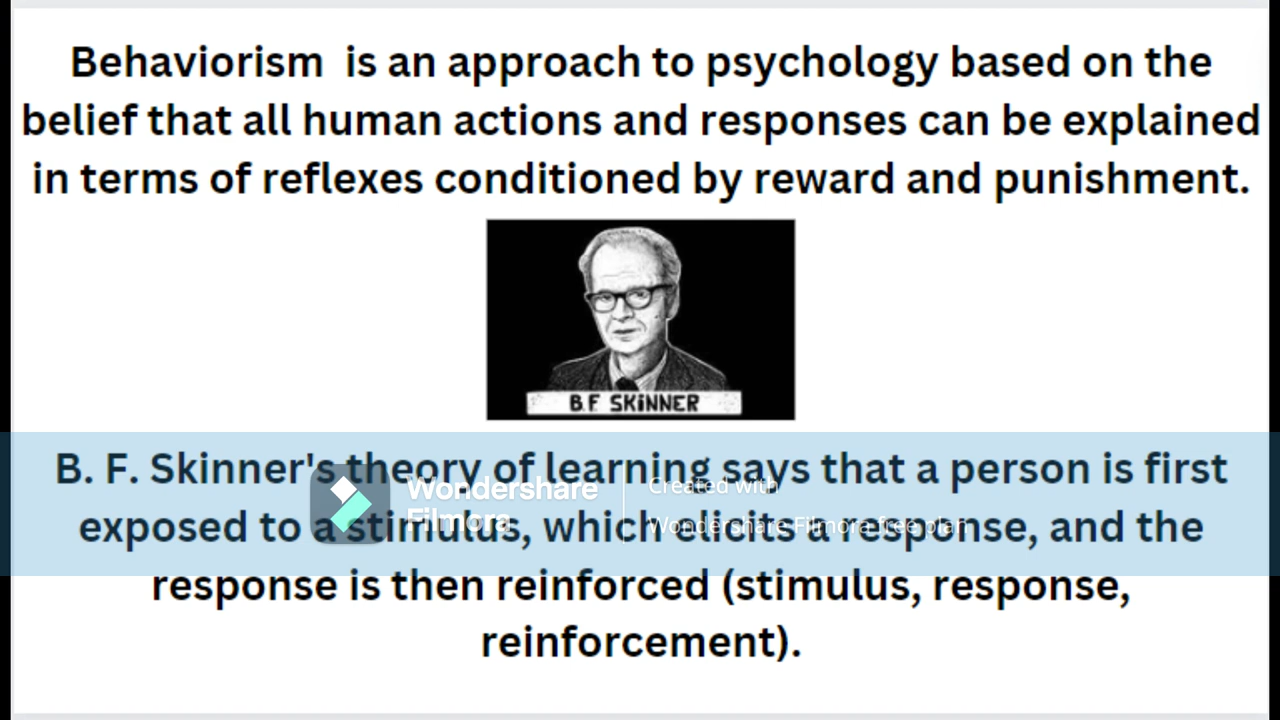 Behaviorism is an approach to psychology based on the
belief that all human actions and responses can be explained
in terms of reflexes conditioned by reward and punishment.
B.F. SKiNNER
B. F. Skinner's theory of learning says that a person is first
exposed to a stimulus, which elicits a response, and the
response is then reinforced (stimulus, response,
reinforcement).
Wondershare
Filmora
Created with
Wondershare Filmora free plan